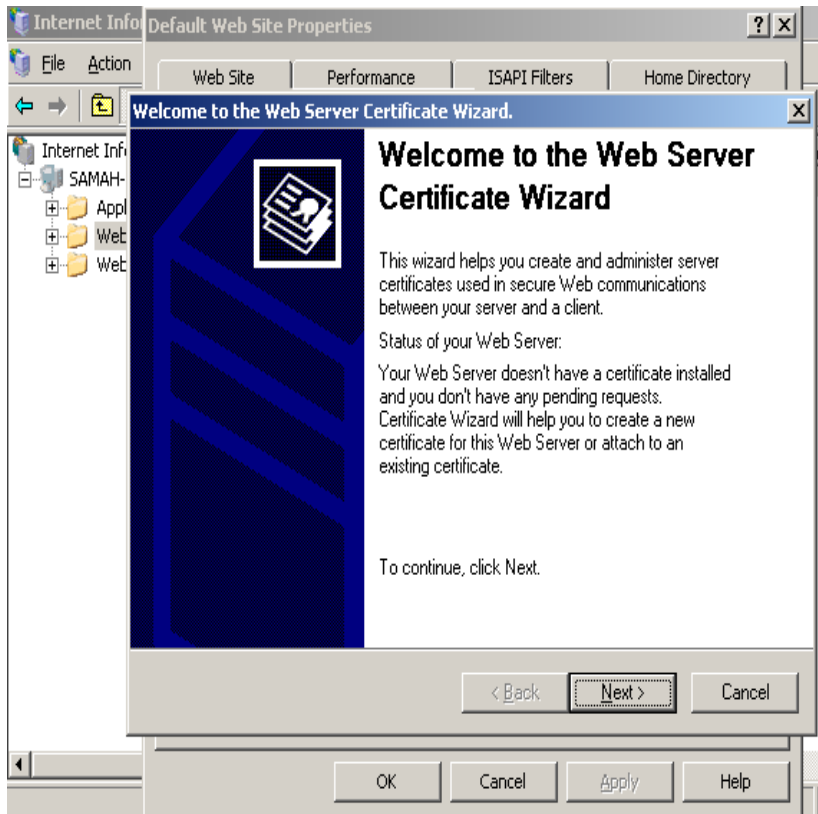 Internet Infor
Default Web Site Properties
File Action
Web Site Performance ISAPI Filters Home Directory
Welcome to the Web Server Certificate Wizard.
Internet Info
SAMAH-
Appl
Web
Web
Welcome to the Web Server
Certificate Wizard
This wizard helps you create and administer server
certificates used in secure Web communications
between your server and a client.
Status of your Web Server:
Your Web Server doesn't have a certificate installed
and you don't have any pending requests.
Certificate Wizard will help you to create a new
certificate for this Web Server or attach to an
existing certificate.
To continue, click Next.
< Back Next > Cancel
OK Cancel Apply Help